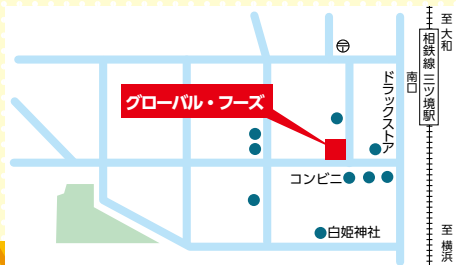 至 大和
相鉄線 三ツ境駅
南口
ドラックストア
グローバル・フーズ
コンビニ
白姫神社
至 横浜